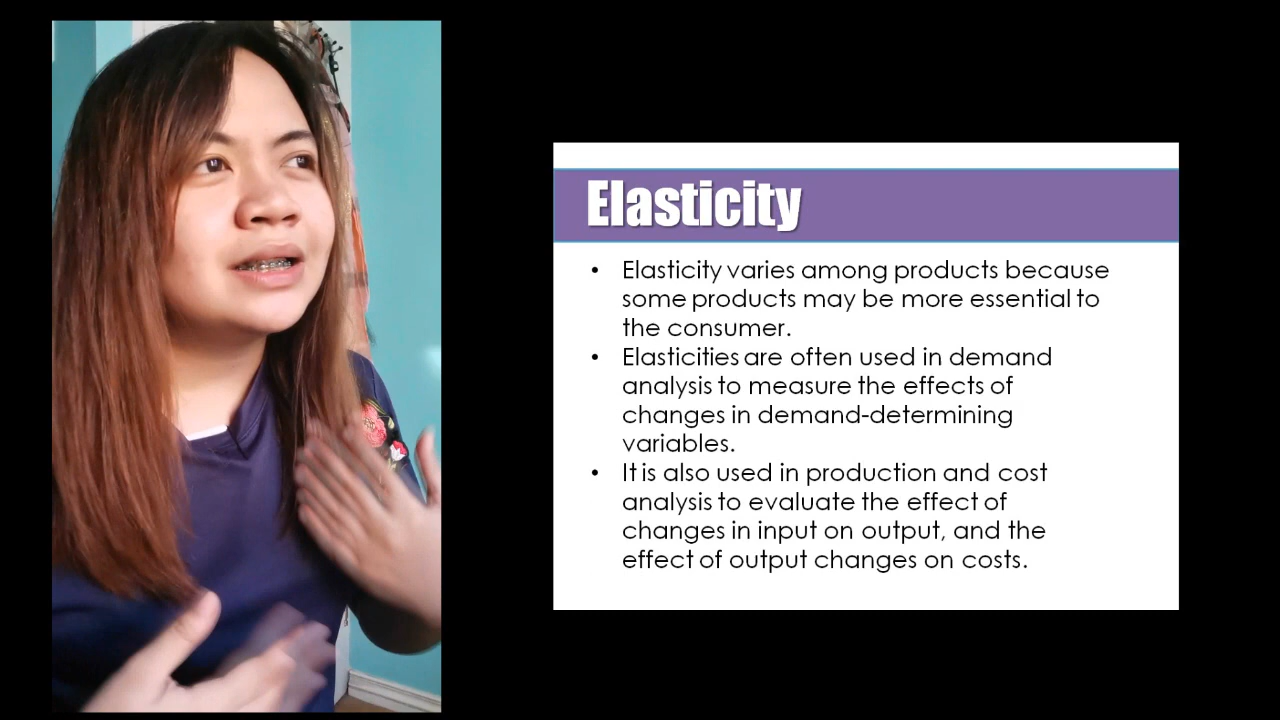 Elasticity
• Elasticity varies among products because
some products may be more essential to
the consumer.
• Elasticities are often used in demand
analysis to measure the effects of
changes in demand-determining
variables.
• It is also used in production and cost
analysis to evaluate the effect of
changes in input on output, and the
effect of output changes on costs.